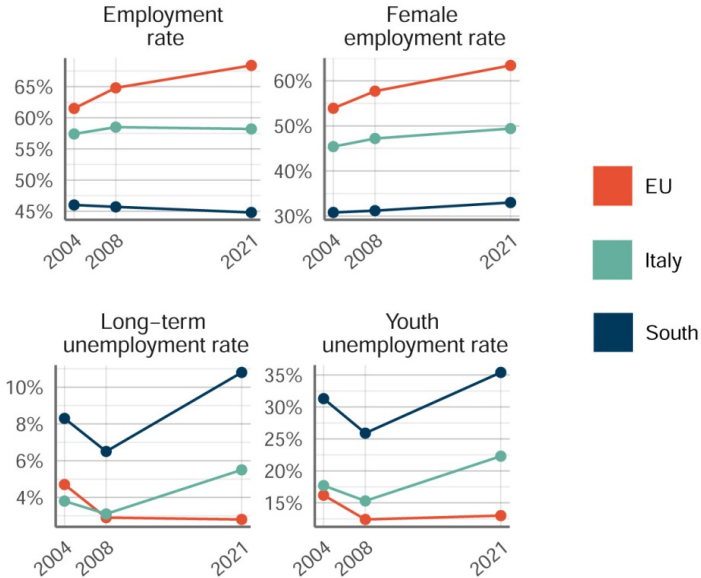 Employment
rate
65%
60%
55%
50%
45%
2004
2008
2021
Female
employment rate
60%
50%
40%
30%
2004
2008
2021
Long-term
unemployment rate
10%
8%
6%
4%
2004
2008
2021
Youth
unemployment rate
35%
30%
25%
20%
15%
2004
2008
2021
EU
Italy
South